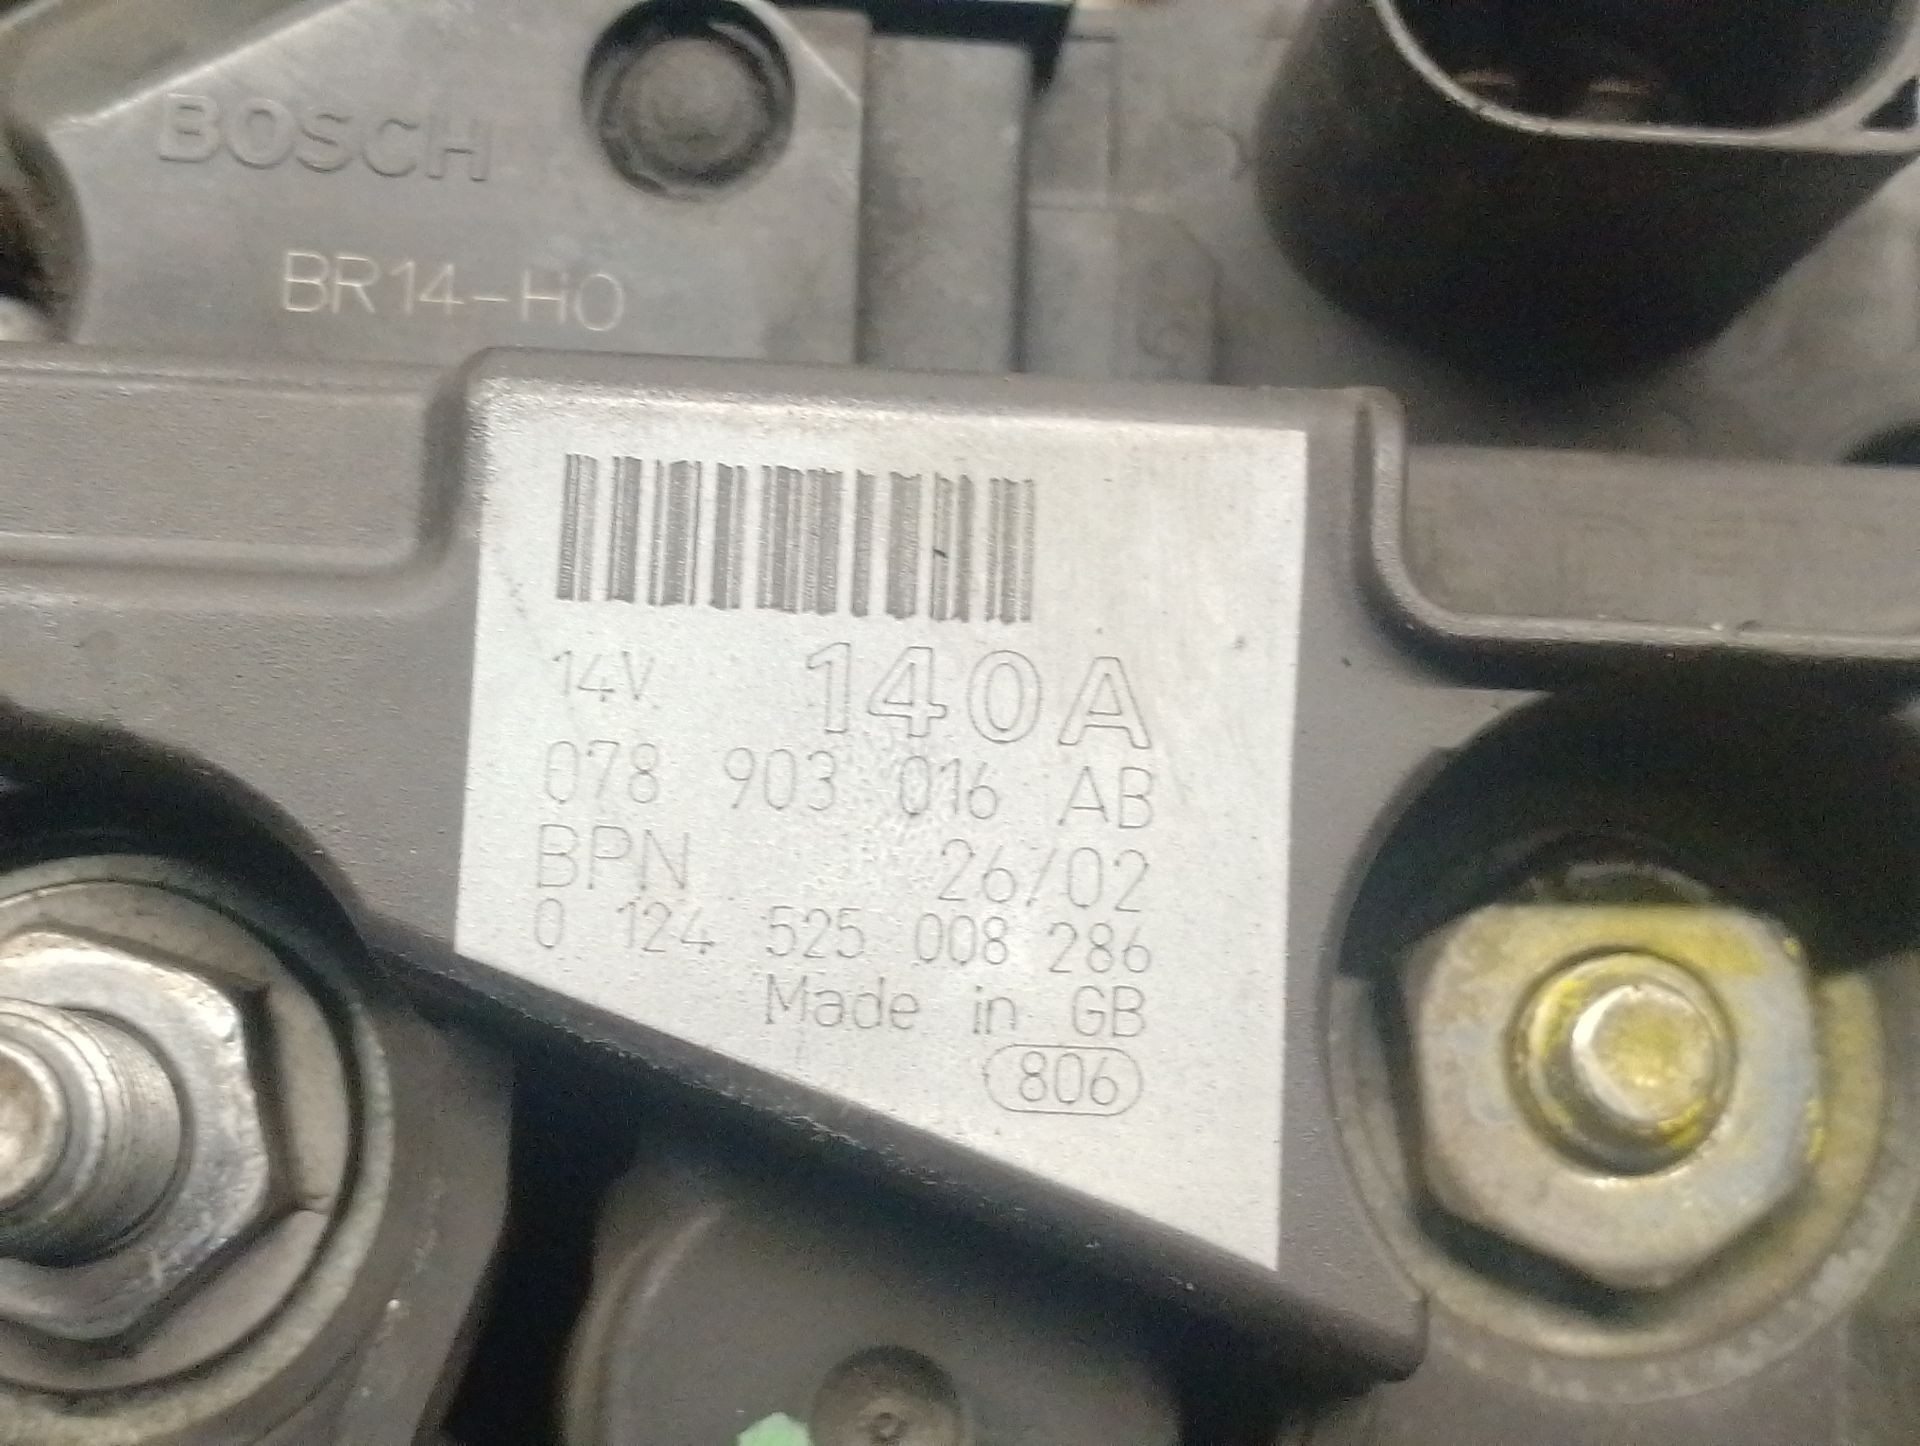 BOSCH
BR14-H0
14V 140A
078 903 016 AB
BPN 26/02
0 124 525 008 286
Made in GB
806